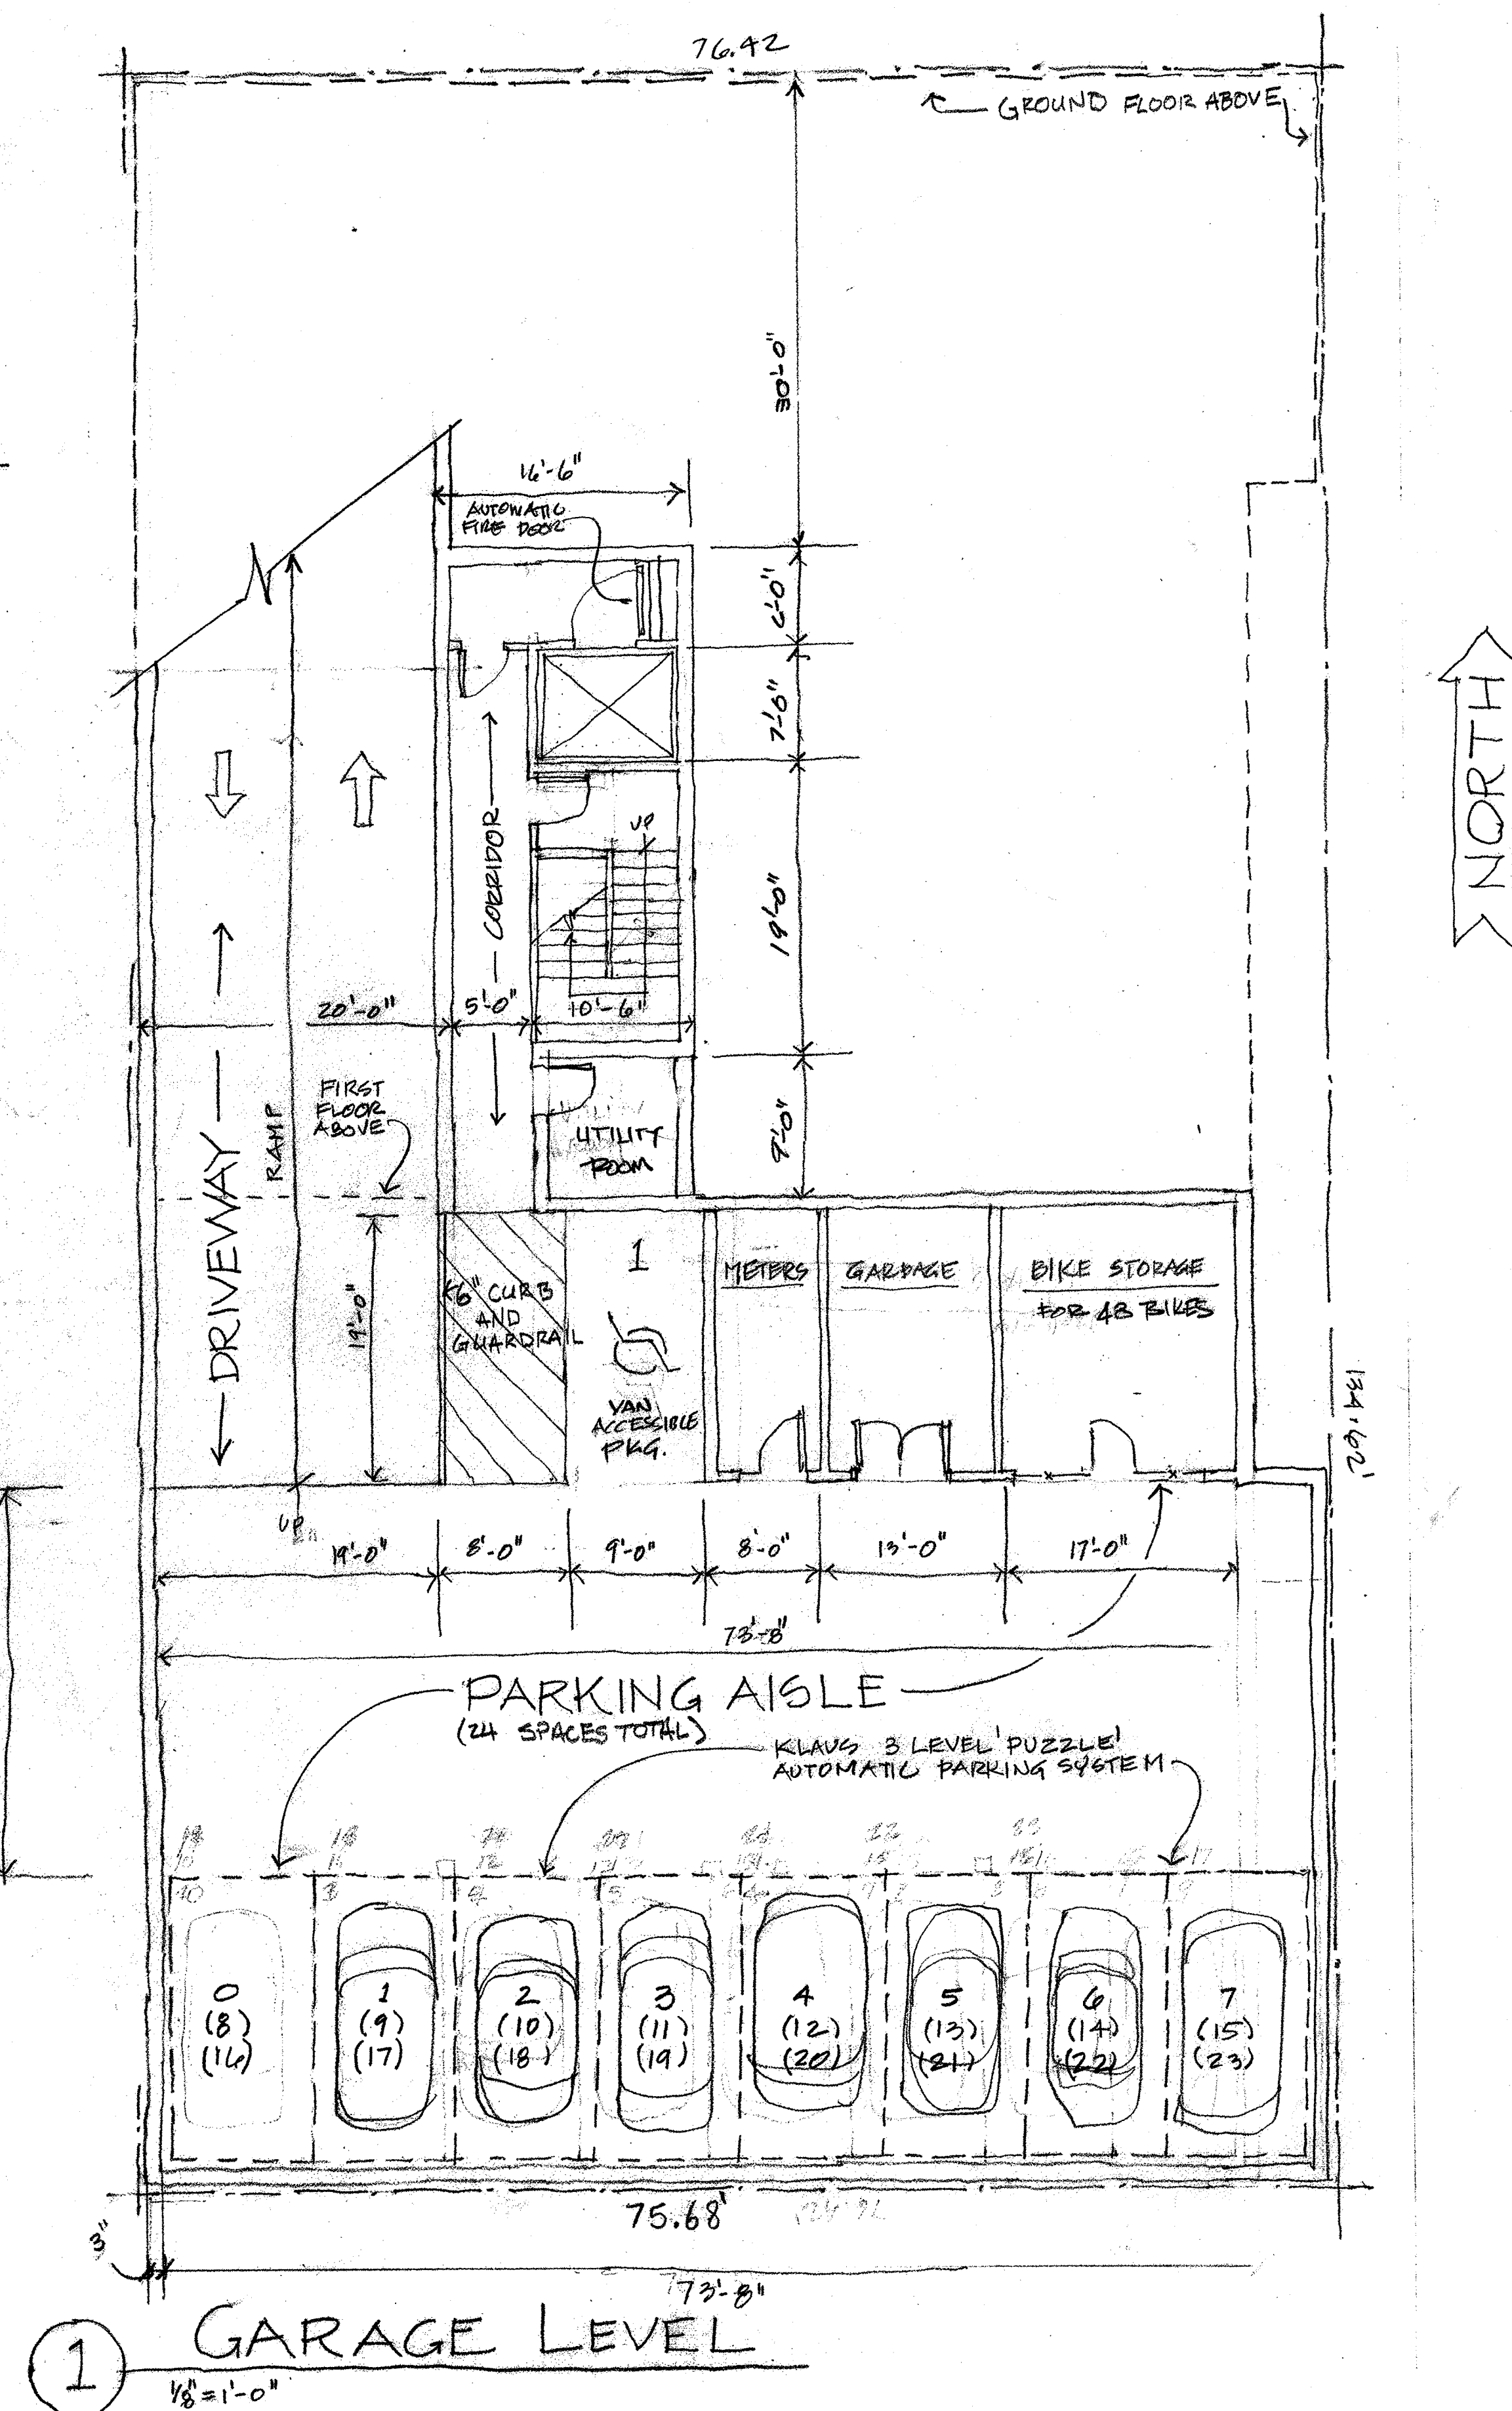 76.42
GROUND FLOOR ABOVE
30'-0"
16'-6"
AUTOMATIC
FIRE DOOR
6'-0"
7'-6"
NORTH
UP
CORRIDOR
19'-0"
20'-0"
5'-0"
10'-6"
FIRST
FLOOR
ABOVE
RAMP
DRIVEWAY
UTILITY
ROOM
9'-0"
19'-0"
6" CURB
AND
GUARDRAIL
1
VAN
ACCESSIBLE
PKG.
METERS
GARBAGE
BIKE STORAGE
FOR 48 BIKES
134.62'
UP
19'-0"
8'-0"
9'-0"
8'-0"
13'-0"
17'-0"
73'-8"
PARKING AISLE
(24 SPACES TOTAL)
KLAUS 3 LEVEL 'PUZZLE'
AUTOMATIC PARKING SYSTEM
0
(8)
(16)
1
(9)
(17)
2
(10)
(18)
3
(11)
(19)
4
(12)
(20)
5
(13)
(21)
6
(14)
(22)
7
(15)
(23)
75.68'
3"
73'-8"
1
GARAGE LEVEL
1/8"=1'-0"